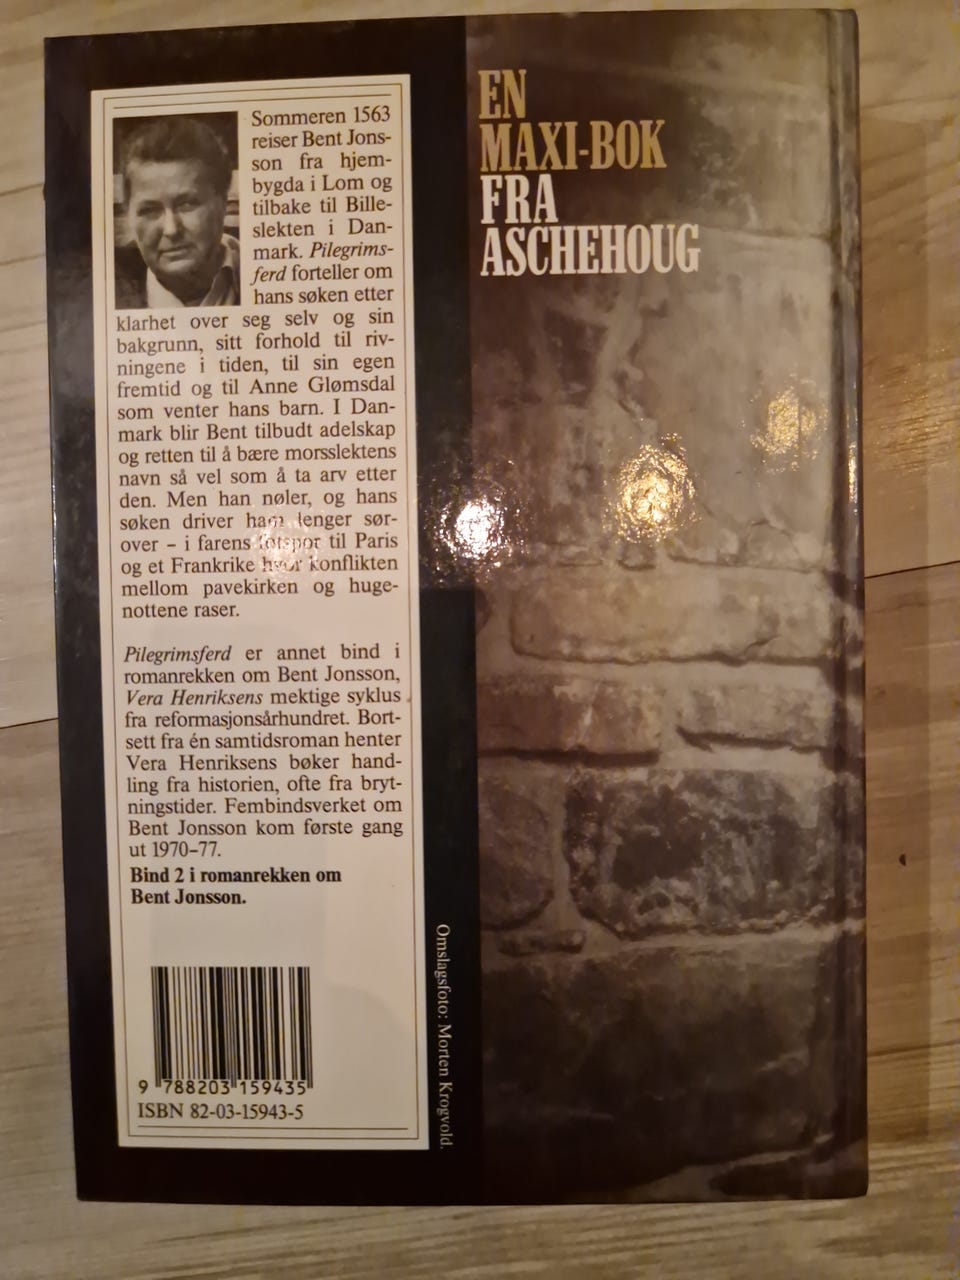 Sommeren 1563
reiser Bent Jons-
son fra hjem-
bygda i Lom og
tilbake til Bille-
slekten i Dan-
mark. Pilegrims-
ferd forteller om
hans søken etter
klarhet over seg selv og sin
bakgrunn, sitt forhold til riv-
ningene i tiden, til sin egen
fremtid og til Anne Glømsdal
som venter hans barn. I Dan-
mark blir Bent tilbudt adelskap
og retten til å bære morsslektens
navn så vel som å ta arv etter
den. Men han nøler, og hans
søken driver ham lenger sør-
over – i farens fotspor til Paris
og et Frankrike hvor konflikten
mellom pavekirken og huge-
nottene raser.
Pilegrimsferd er annet bind i
romanrekken om Bent Jonsson,
Vera Henriksens mektige syklus
fra reformasjonsårhundret. Bort-
sett fra én samtidsroman henter
Vera Henriksens bøker hand-
ling fra historien, ofte fra bryt-
ningstider. Fembindsverket om
Bent Jonsson kom første gang
ut 1970–77.
Bind 2 i romanrekken om
Bent Jonsson.
9 788203 159435
ISBN 82-03-15943-5
Omslagsfoto: Morten Krogvold.
EN
MAXI-BOK
FRA
ASCHEHOUG